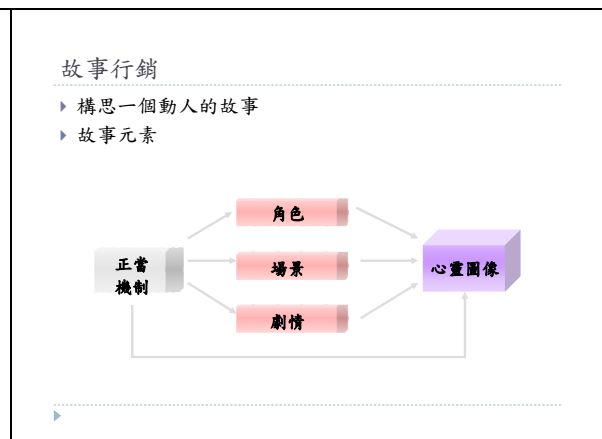 故事行銷
構思一個動人的故事
故事元素
角色
正當
機制
場景
心靈圖像
劇情